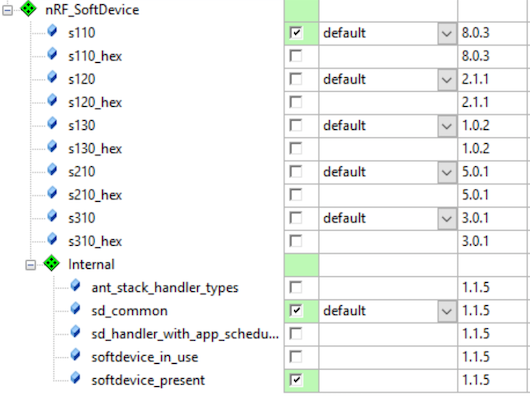 nRF_SoftDevice
s110 default 8.0.3
s110_hex 8.0.3
s120 default 2.1.1
s120_hex 2.1.1
s130 default 1.0.2
s130_hex 1.0.2
s210 default 5.0.1
s210_hex 5.0.1
s310 default 3.0.1
s310_hex 3.0.1
Internal
ant_stack_handler_types 1.1.5
sd_common default 1.1.5
sd_handler_with_app_schedu... 1.1.5
softdevice_in_use 1.1.5
softdevice_present 1.1.5